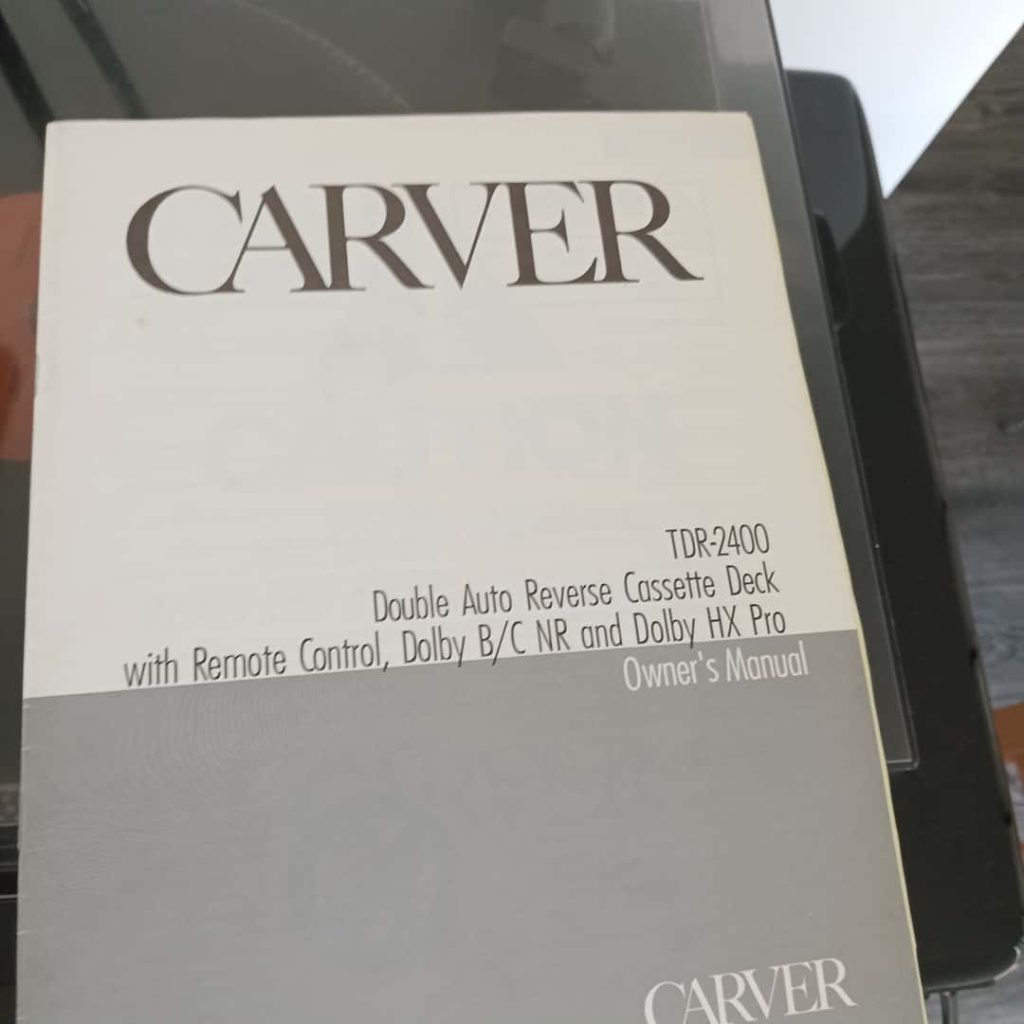 CARVER
TDR-2400
Double Auto Reverse Cassette Deck
with Remote Control, Dolby B/C NR and Dolby HX Pro
Owner's Manual
CARVER